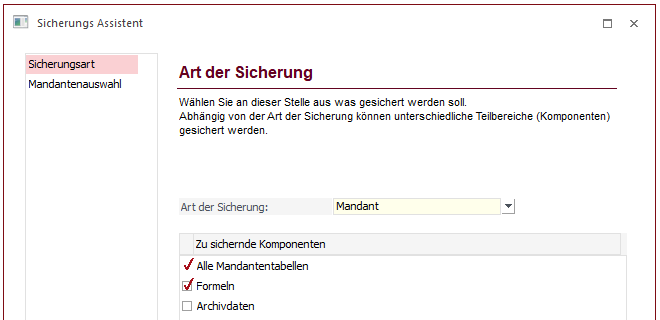 Sicherungs Assistent
Sicherungsart
Mandantenauswahl
Art der Sicherung
Wählen Sie an dieser Stelle aus was gesichert werden soll.
Abhängig von der Art der Sicherung können unterschiedliche Teilbereiche (Komponenten)
gesichert werden.
Art der Sicherung: Mandant
Zu sichernde Komponenten
Alle Mandantentabellen
Formeln
Archivdaten